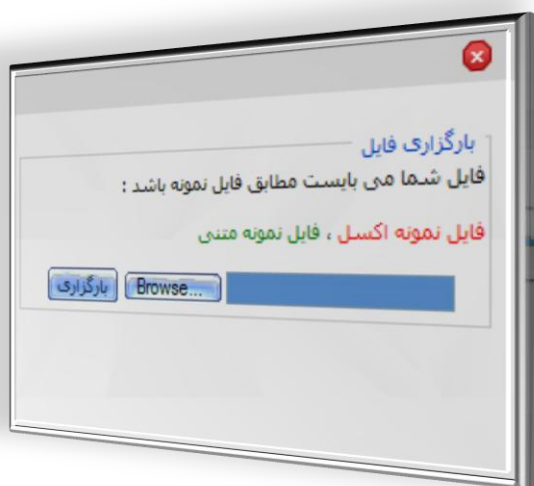 بارگزاری فایل
فایل شما می بایست مطابق فایل نمونه باشد :
فایل نمونه اکسل ، فایل نمونه متنی
Browse... بارگزاری